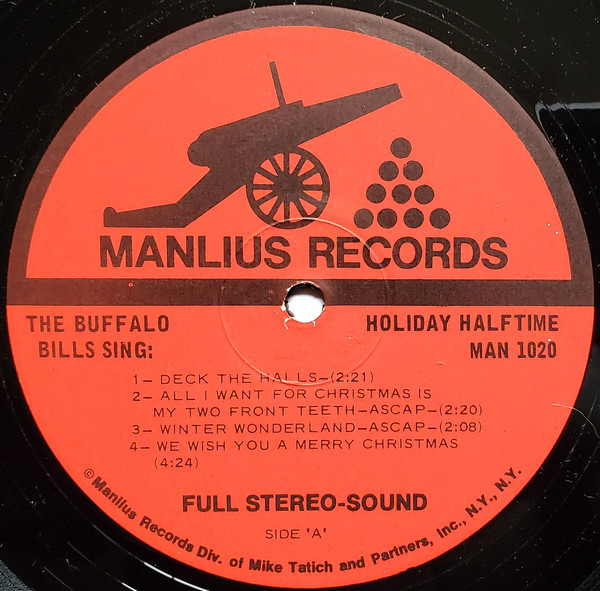 MANLIUS RECORDS
THE BUFFALO
BILLS SING:
HOLIDAY HALFTIME
MAN 1020
1– DECK THE HALLS–(2:21)
2– ALL I WANT FOR CHRISTMAS IS
MY TWO FRONT TEETH–ASCAP–(2:20)
3– WINTER WONDERLAND–ASCAP–(2:08)
4– WE WISH YOU A MERRY CHRISTMAS
(4:24)
FULL STEREO-SOUND
SIDE 'A'
©Manlius Records Div. of Mike Tatich and Partners, Inc., N.Y., N.Y.